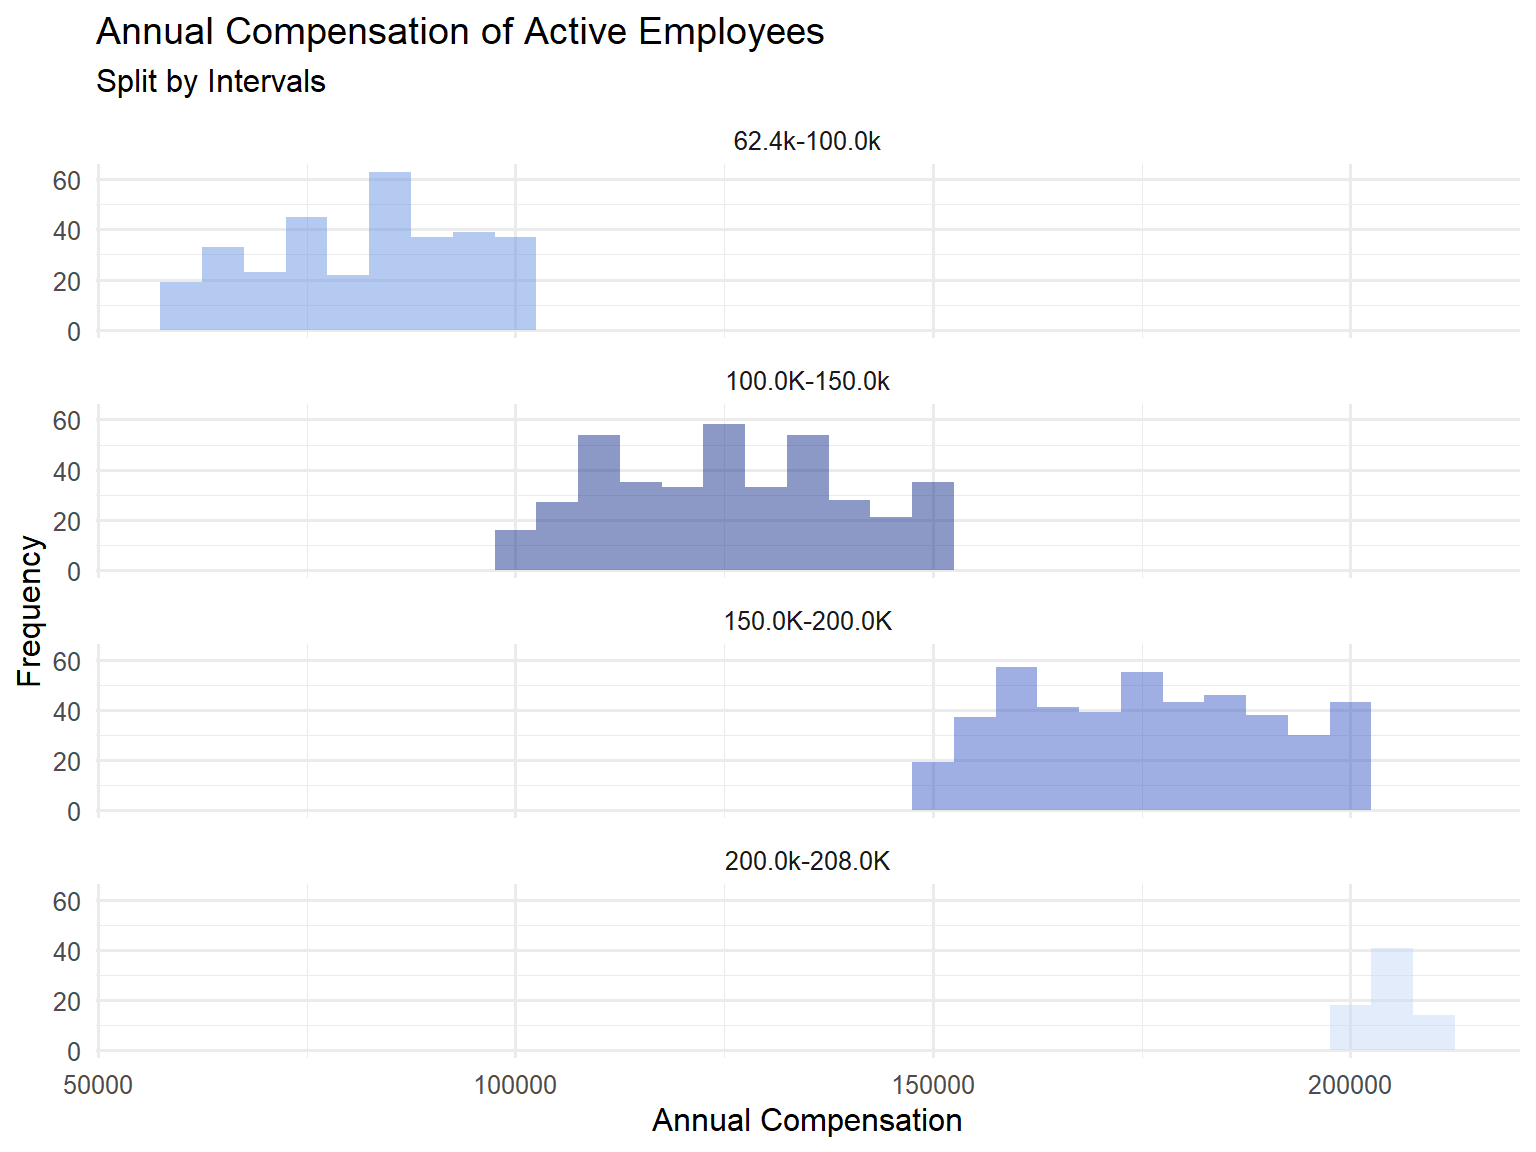 Annual Compensation of Active Employees
Split by Intervals
62.4k-100.0k
60
40
20
0
100.0K-150.0k
60
40
20
0
150.0K-200.0K
60
40
20
0
200.0k-208.0K
60
40
20
0
50000 100000 150000 200000
Annual Compensation
Frequency